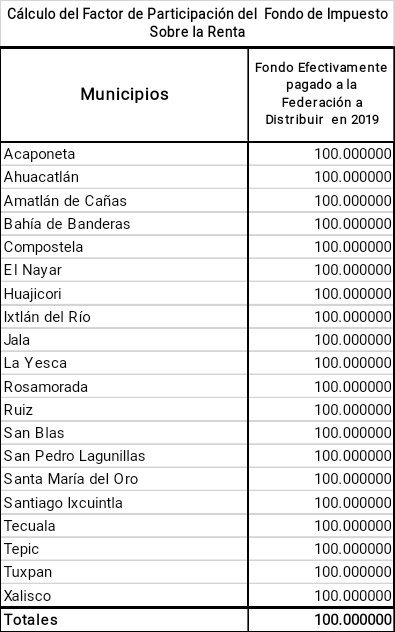 Cálculo del Factor de Participación del Fondo de Impuesto
Sobre la Renta
Municipios
Fondo Efectivamente
pagado a la
Federación a
Distribuir en 2019
Acaponeta 100.000000
Ahuacatlán 100.000000
Amatlán de Cañas 100.000000
Bahía de Banderas 100.000000
Compostela 100.000000
El Nayar 100.000000
Huajicori 100.000000
Ixtlán del Río 100.000000
Jala 100.000000
La Yesca 100.000000
Rosamorada 100.000000
Ruiz 100.000000
San Blas 100.000000
San Pedro Lagunillas 100.000000
Santa María del Oro 100.000000
Santiago Ixcuintla 100.000000
Tecuala 100.000000
Tepic 100.000000
Tuxpan 100.000000
Xalisco 100.000000
Totales 100.000000